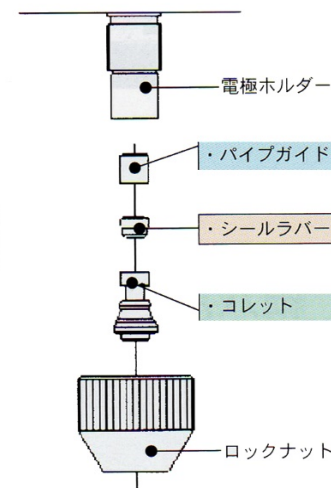 電極ホルダー
・パイプガイド
・シールラバー
・コレット
ロックナット